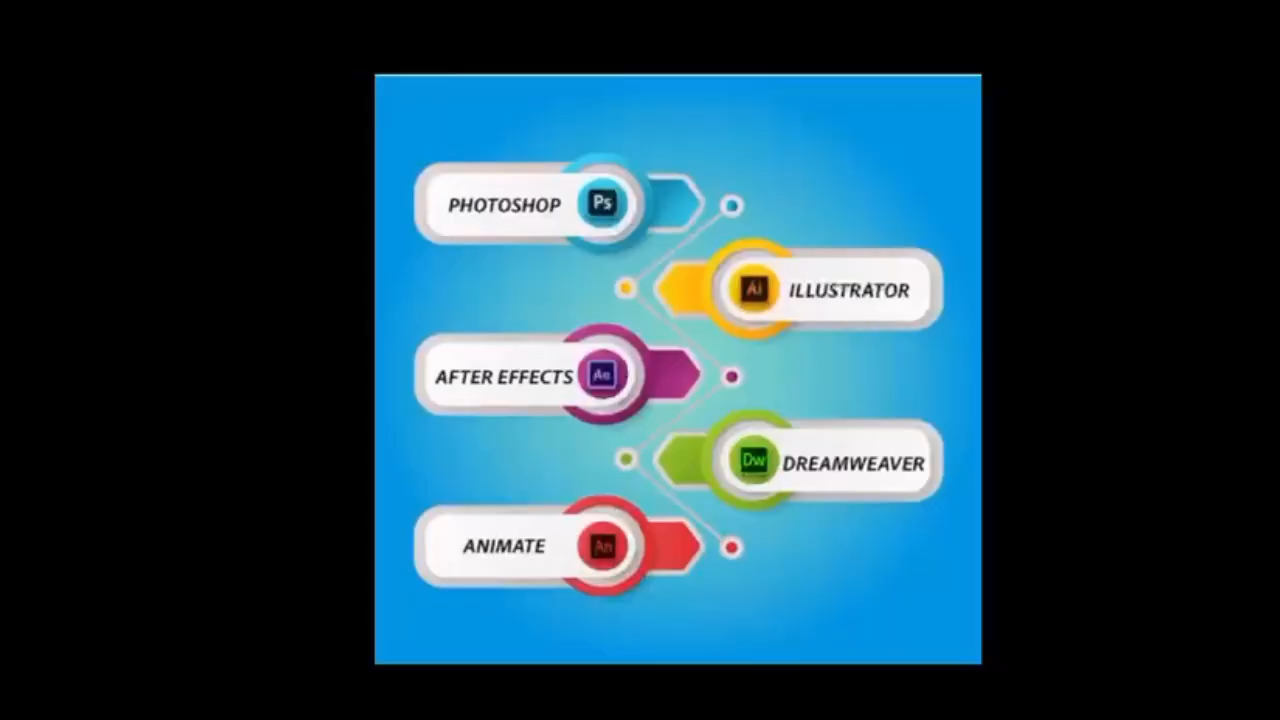 PHOTOSHOP Ps
Ai ILLUSTRATOR
AFTER EFFECTS Ae
Dw DREAMWEAVER
ANIMATE An